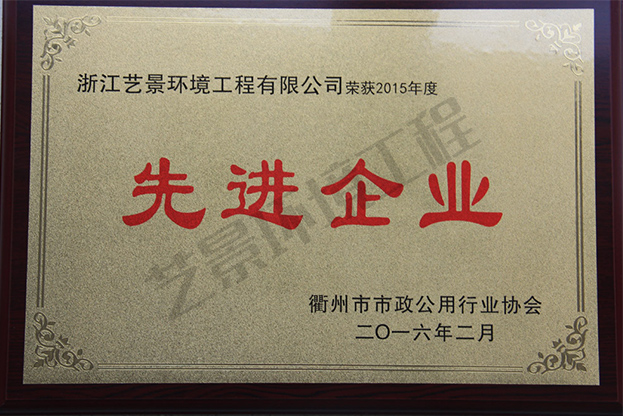 浙江艺景环境工程有限公司荣获2015年度
先进企业
艺景环境工程
衢州市市政公用行业协会
二〇一六年二月